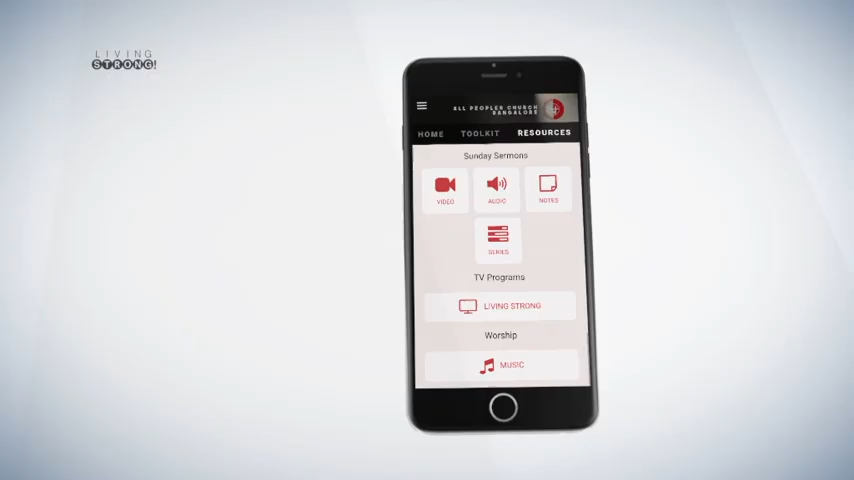 LIVING
STRONG!
ALL PEOPLES CHURCH
BANGALORE
HOME TOOLKIT RESOURCES
Sunday Sermons
VIDEO AUDIO NOTES
SERIES
TV Programs
LIVING STRONG
Worship
MUSIC